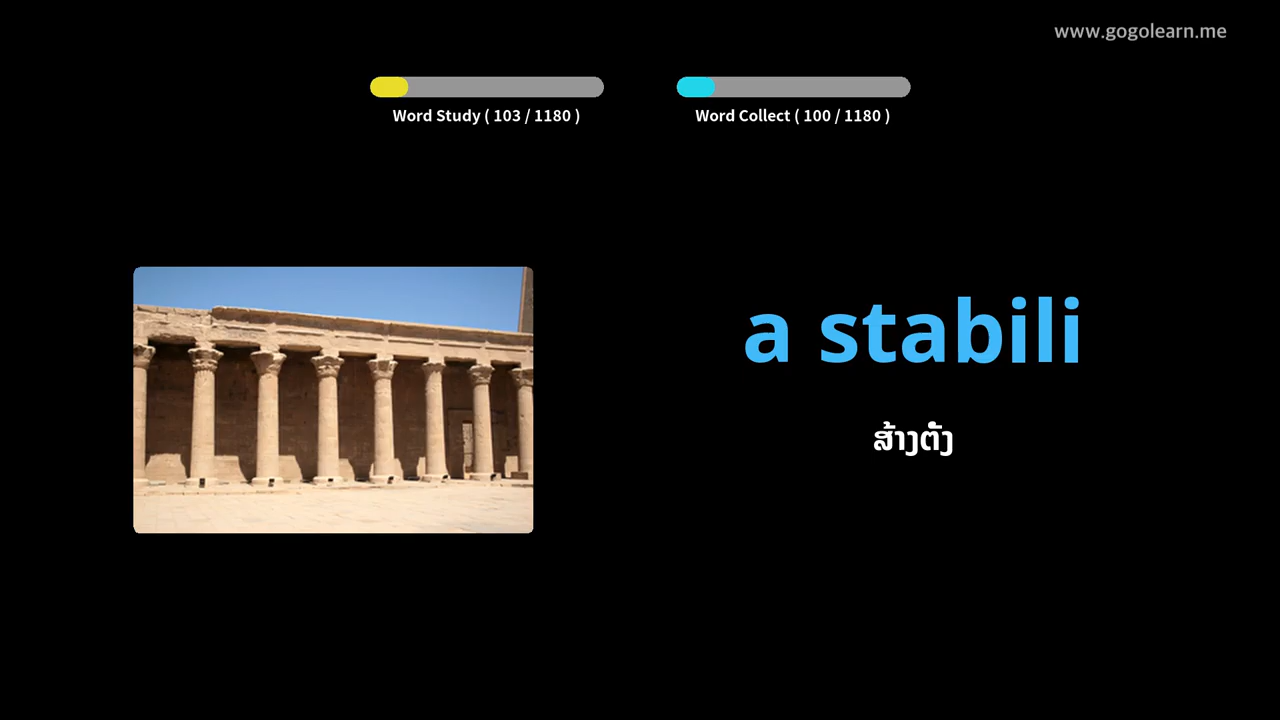 www.gogolearn.me
Word Study ( 103 / 1180 )
Word Collect ( 100 / 1180 )
a stabili
ສ້າງຕັ້ງ